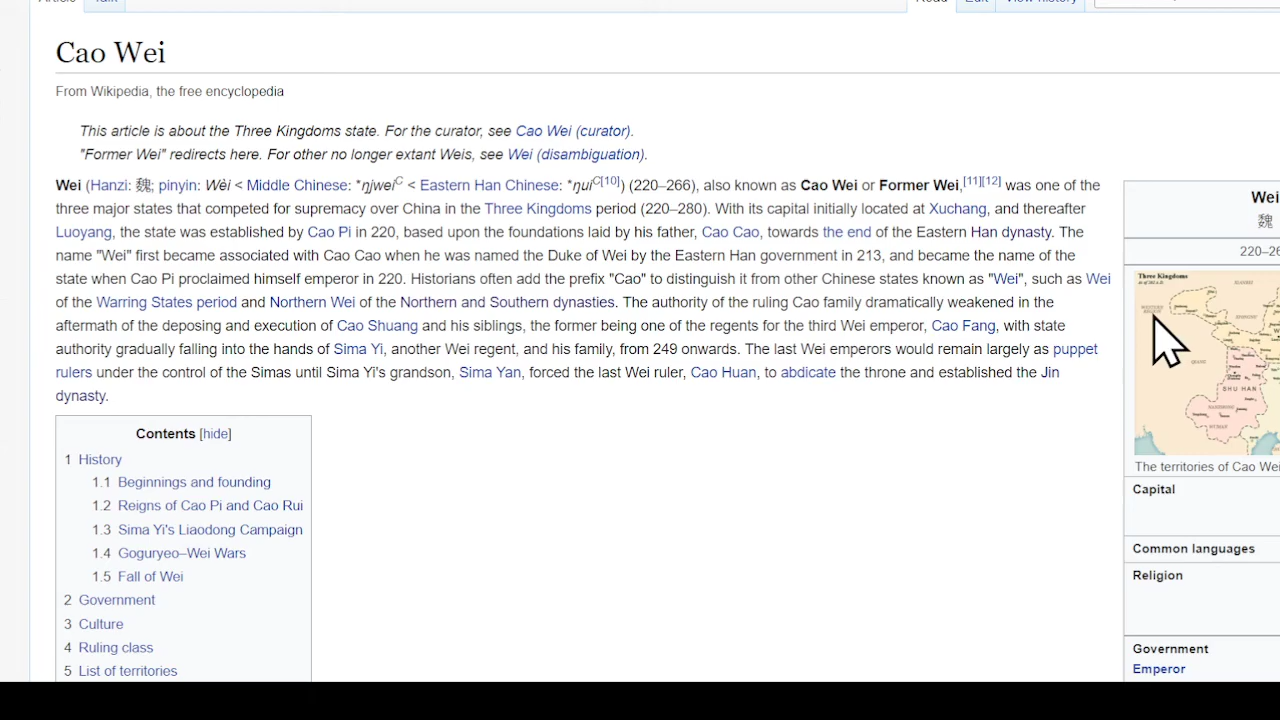 Article Talk Read Edit View history
Cao Wei
From Wikipedia, the free encyclopedia
This article is about the Three Kingdoms state. For the curator, see Cao Wei (curator).
"Former Wei" redirects here. For other no longer extant Weis, see Wei (disambiguation).
Wei (Hanzi: 魏; pinyin: Wèi < Middle Chinese: *ŋjweiC < Eastern Han Chinese: *ŋuiC[10]) (220–266), also known as Cao Wei or Former Wei,[11][12] was one of the
three major states that competed for supremacy over China in the Three Kingdoms period (220–280). With its capital initially located at Xuchang, and thereafter
Luoyang, the state was established by Cao Pi in 220, based upon the foundations laid by his father, Cao Cao, towards the end of the Eastern Han dynasty. The
name "Wei" first became associated with Cao Cao when he was named the Duke of Wei by the Eastern Han government in 213, and became the name of the
state when Cao Pi proclaimed himself emperor in 220. Historians often add the prefix "Cao" to distinguish it from other Chinese states known as "Wei", such as Wei
of the Warring States period and Northern Wei of the Northern and Southern dynasties. The authority of the ruling Cao family dramatically weakened in the
aftermath of the deposing and execution of Cao Shuang and his siblings, the former being one of the regents for the third Wei emperor, Cao Fang, with state
authority gradually falling into the hands of Sima Yi, another Wei regent, and his family, from 249 onwards. The last Wei emperors would remain largely as puppet
rulers under the control of the Simas until Sima Yi's grandson, Sima Yan, forced the last Wei ruler, Cao Huan, to abdicate the throne and established the Jin
dynasty.
Contents [hide]
1 History
1.1 Beginnings and founding
1.2 Reigns of Cao Pi and Cao Rui
1.3 Sima Yi's Liaodong Campaign
1.4 Goguryeo–Wei Wars
1.5 Fall of Wei
2 Government
3 Culture
4 Ruling class
5 List of territories
Wei
魏
220–26
Three Kingdoms
SHU HAN
The territories of Cao Wei
Capital
Common languages
Religion
Government
Emperor